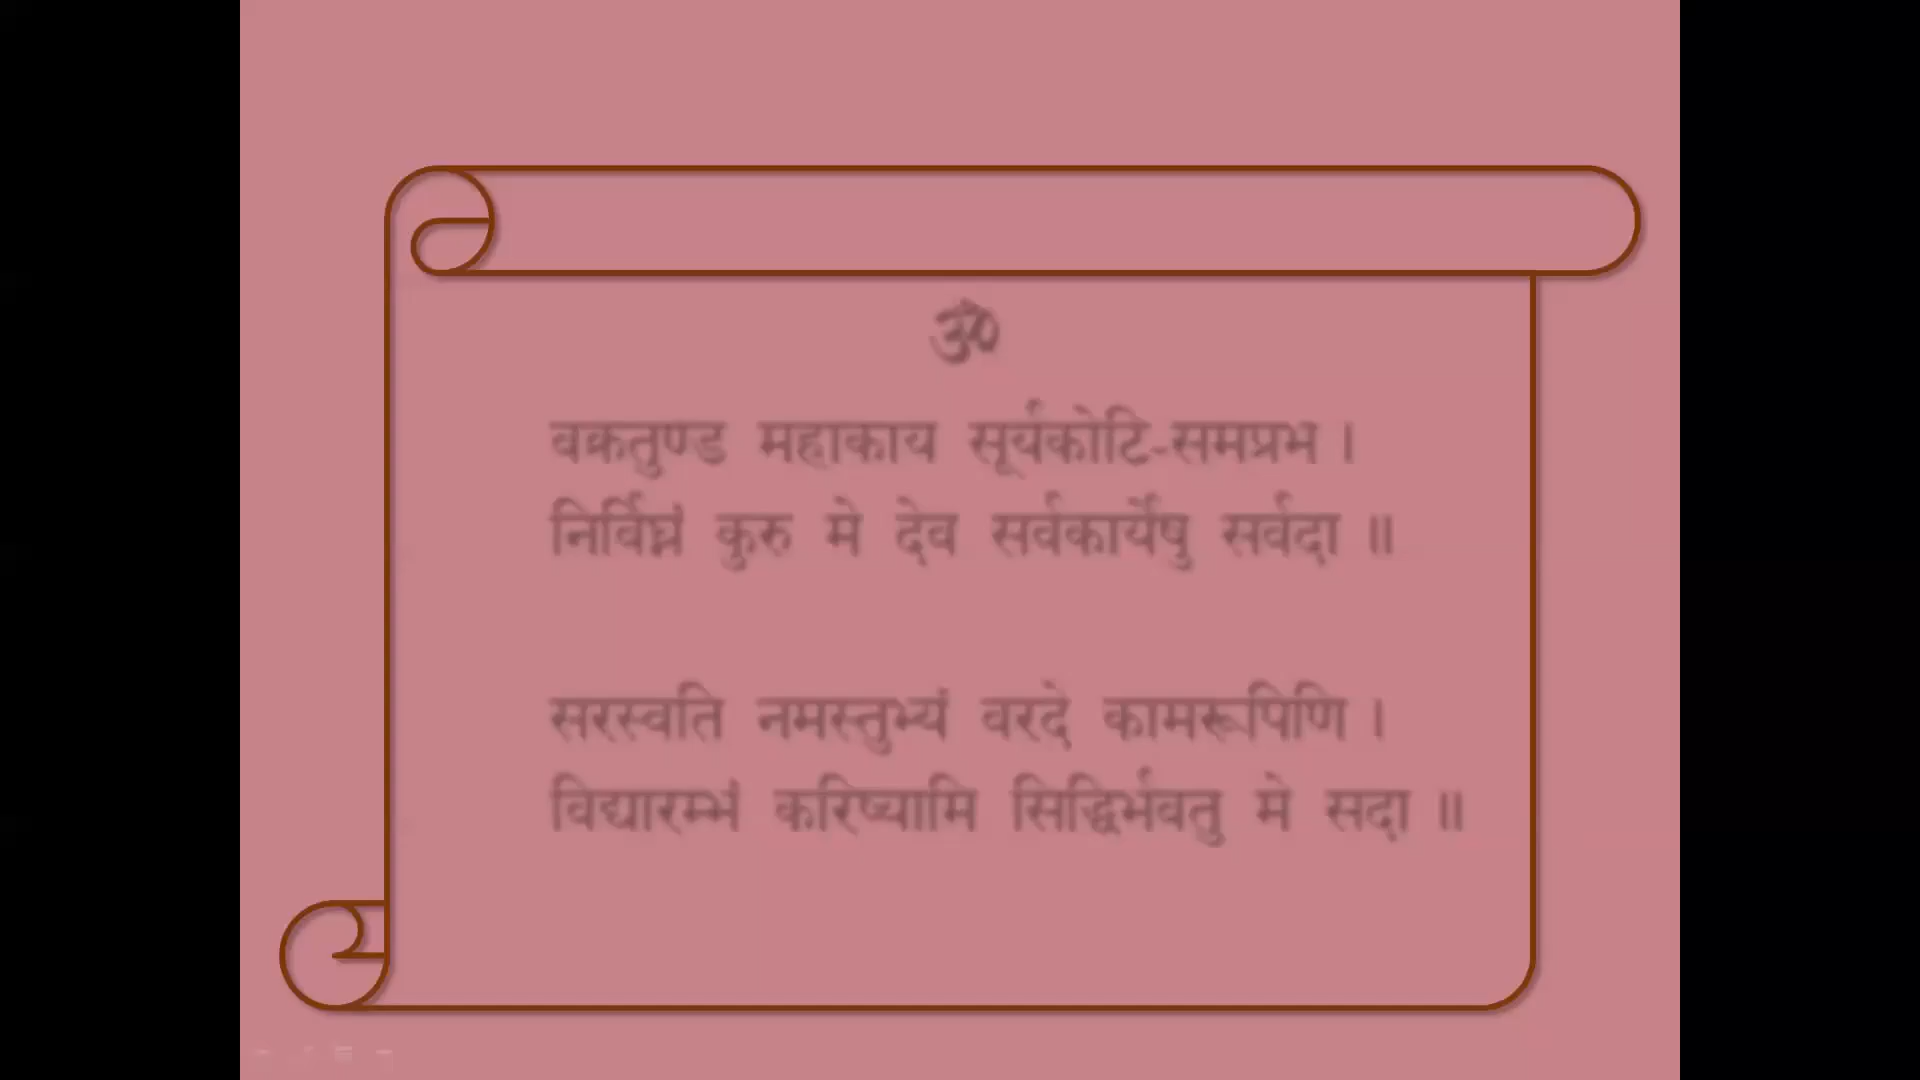 ॐ
वक्रतुण्ड महाकाय सूर्यकोटि-समप्रभ ।
निर्विघ्नं कुरु मे देव सर्वकार्येषु सर्वदा ॥
सरस्वति नमस्तुभ्यं वरदे कामरूपिणि ।
विद्यारम्भं करिष्यामि सिद्धिर्भवतु मे सदा ॥